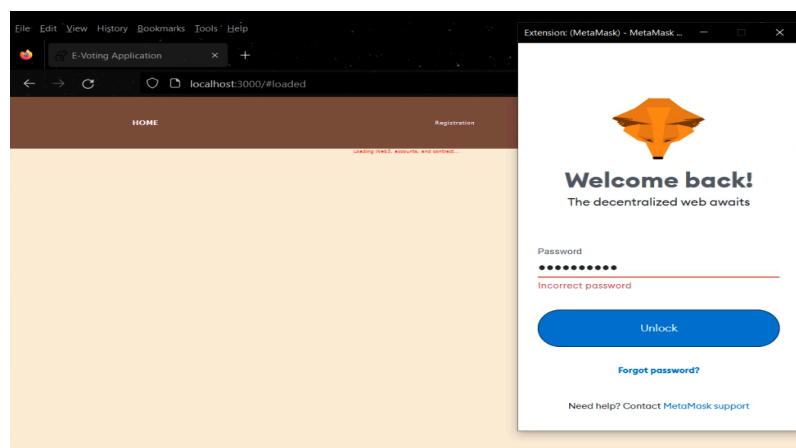 File Edit View History Bookmarks Tools Help
E-Voting Application
localhost:3000/#loaded
HOME
Registration
Loading Web3, accounts, and contract...
Extension: (MetaMask) - MetaMask ...
Welcome back!
The decentralized web awaits
Password
Incorrect password
Unlock
Forgot password?
Need help? Contact MetaMask support